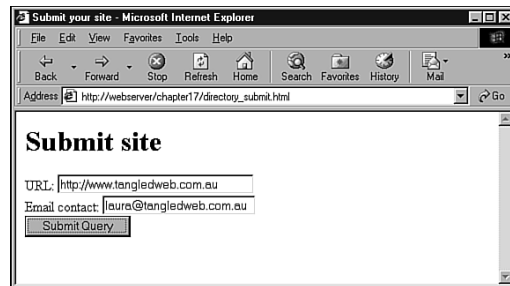 Submit your site - Microsoft Internet Explorer
File Edit View Favorites Tools Help
Back Forward Stop Refresh Home Search Favorites History Mail »
Address http://webserver/chapter17/directory_submit.html Go
Submit site
URL: http://www.tangledweb.com.au
Email contact: laura@tangledweb.com.au
Submit Query